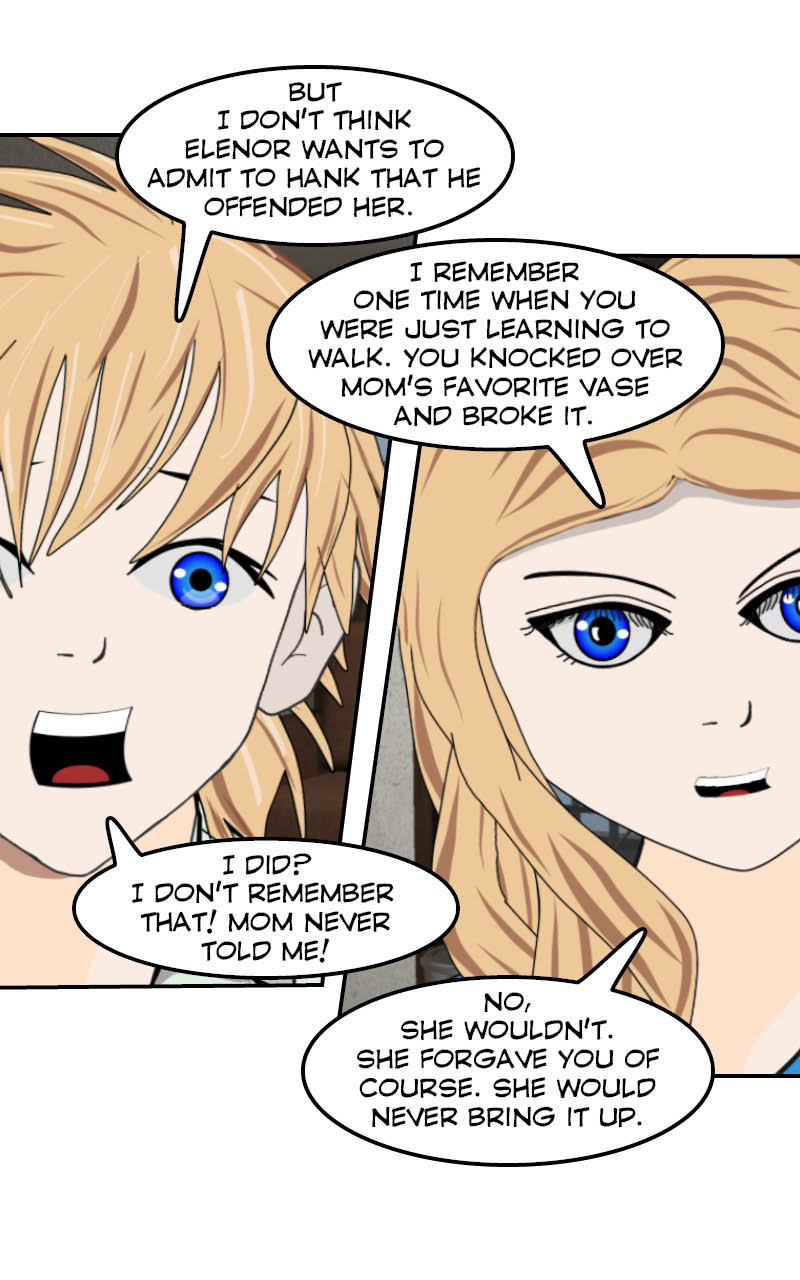 BUT
I DON'T THINK
ELENOR WANTS TO
ADMIT TO HANK THAT HE
OFFENDED HER.
I REMEMBER
ONE TIME WHEN YOU
WERE JUST LEARNING TO
WALK. YOU KNOCKED OVER
MOM'S FAVORITE VASE
AND BROKE IT.
I DID?
I DON'T REMEMBER
THAT! MOM NEVER
TOLD ME!
NO,
SHE WOULDN'T.
SHE FORGAVE YOU OF
COURSE. SHE WOULD
NEVER BRING IT UP.